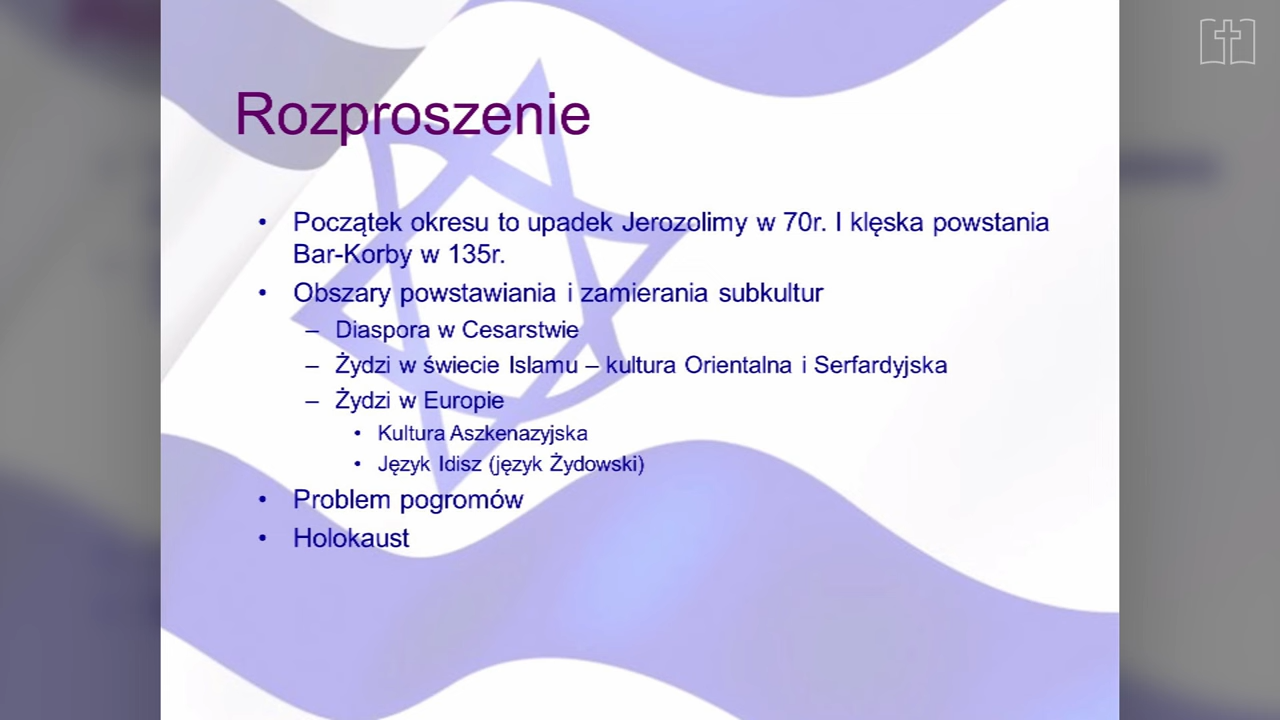 Rozproszenie
• Początek okresu to upadek Jerozolimy w 70r. I klęska powstania
Bar-Korby w 135r.
• Obszary powstawiania i zamierania subkultur
– Diaspora w Cesarstwie
– Żydzi w świecie Islamu – kultura Orientalna i Serfardyjska
– Żydzi w Europie
• Kultura Aszkenazyjska
• Język Idisz (język Żydowski)
• Problem pogromów
• Holokaust